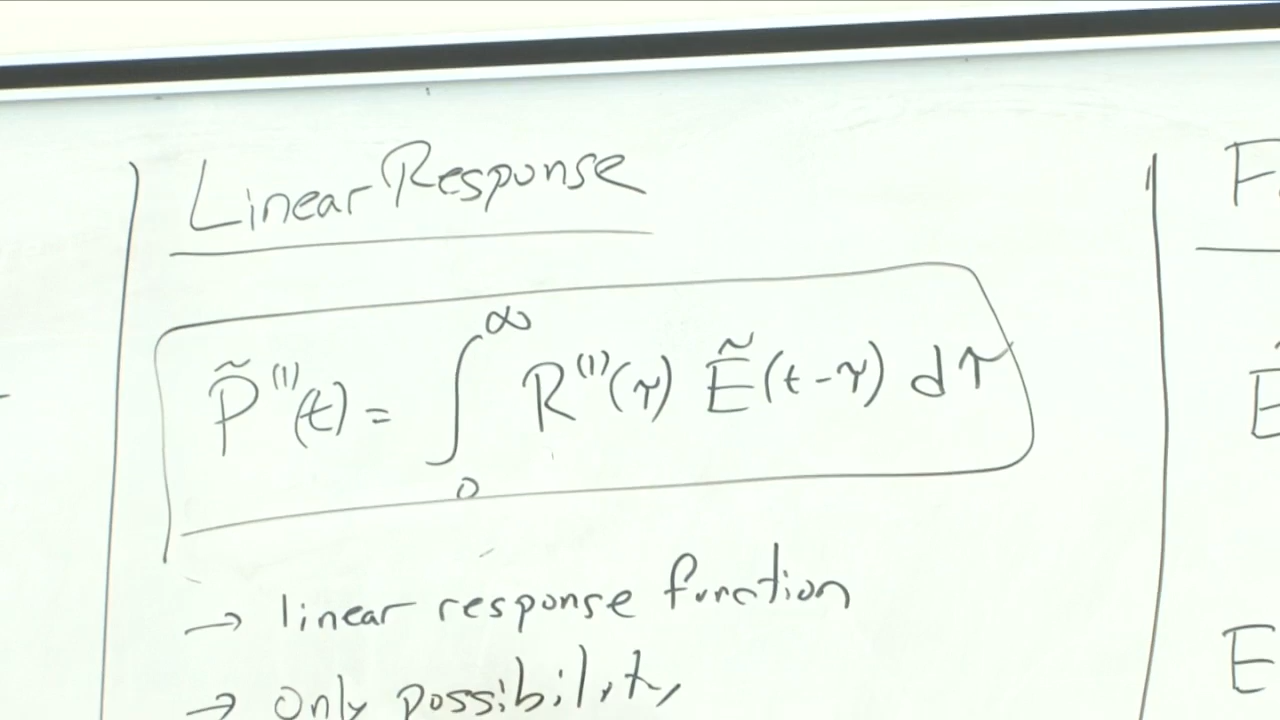 Linear Response
P̃⁽¹⁾(t) = ∫₀^∞ R⁽¹⁾(τ) Ẽ(t-τ) dτ
→ linear response function
→ only possibility
F
E
E